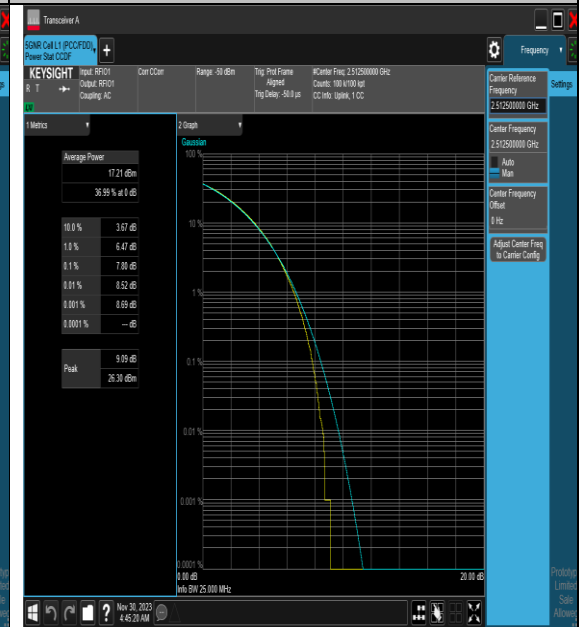 Transceiver A
5GNR Cell L1 (PCC/FDD),
Power Stat CCDF
Frequency
KEYSIGHT
R T
Input: RFIO1
Output: RFIO1
Coupling: AC
Corr CCorr
Range: -50 dBm
Trig: Prot Frame
Aligned
Trig Delay: -50.0 µs
#Center Freq: 2.512500000 GHz
Counts: 100 k/100 kpt
CC Info: Uplink, 1 CC
Carrier Reference
Frequency
2.512500000 GHz
Settings
Center Frequency
2.512500000 GHz
Auto
Man
Center Frequency
Offset
0 Hz
Adjust Center Freq
to Carrier Config
1 Metrics
Average Power
17.21 dBm
36.99 % at 0 dB
10.0 % 3.67 dB
1.0 % 6.47 dB
0.1 % 7.80 dB
0.01 % 8.52 dB
0.001 % 8.69 dB
0.0001 % --- dB
Peak
9.09 dB
26.30 dBm
2 Graph
Gaussian
100 %
10 %
1 %
0.1 %
0.01 %
0.001 %
0.0001 %
0.00 dB
20.00 dB
Info BW 25.000 MHz
Nov 30, 2023
4:45:20 AM